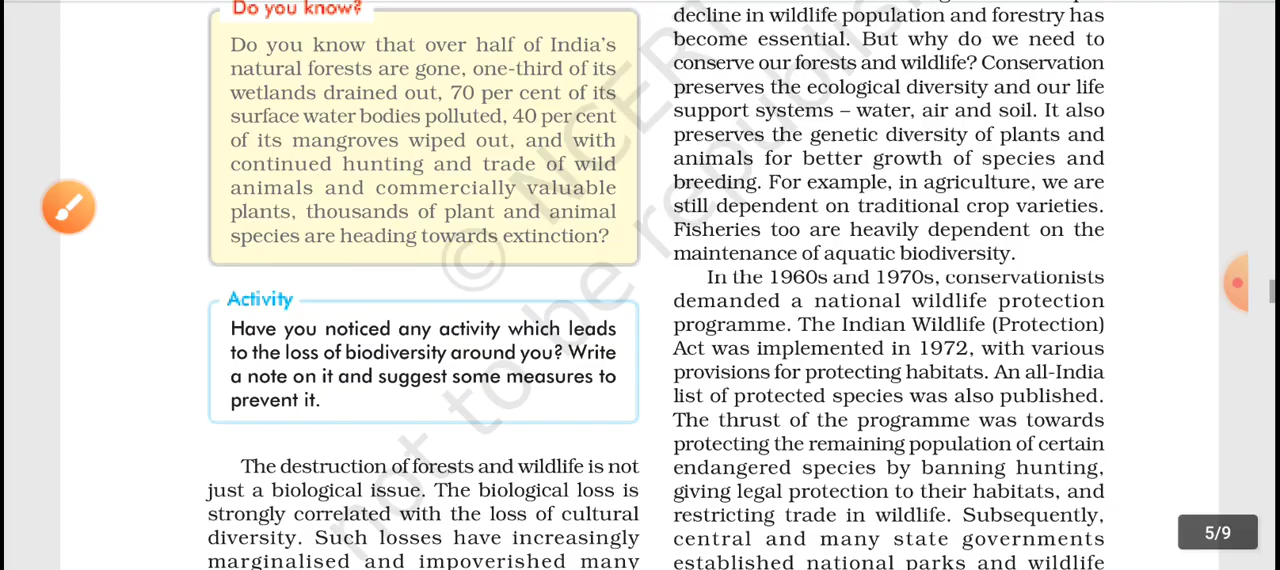 Do you know?
Do you know that over half of India's
natural forests are gone, one-third of its
wetlands drained out, 70 per cent of its
surface water bodies polluted, 40 per cent
of its mangroves wiped out, and with
continued hunting and trade of wild
animals and commercially valuable
plants, thousands of plant and animal
species are heading towards extinction?
Activity
Have you noticed any activity which leads
to the loss of biodiversity around you? Write
a note on it and suggest some measures to
prevent it.
The destruction of forests and wildlife is not
just a biological issue. The biological loss is
strongly correlated with the loss of cultural
diversity. Such losses have increasingly
marginalised and impoverished many
decline in wildlife population and forestry has
become essential. But why do we need to
conserve our forests and wildlife? Conservation
preserves the ecological diversity and our life
support systems – water, air and soil. It also
preserves the genetic diversity of plants and
animals for better growth of species and
breeding. For example, in agriculture, we are
still dependent on traditional crop varieties.
Fisheries too are heavily dependent on the
maintenance of aquatic biodiversity.
In the 1960s and 1970s, conservationists
demanded a national wildlife protection
programme. The Indian Wildlife (Protection)
Act was implemented in 1972, with various
provisions for protecting habitats. An all-India
list of protected species was also published.
The thrust of the programme was towards
protecting the remaining population of certain
endangered species by banning hunting,
giving legal protection to their habitats, and
restricting trade in wildlife. Subsequently,
central and many state governments
established national parks and wildlife
© NCERT
not to be republish
5/9